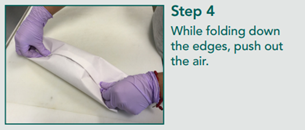 Step 4
While folding down
the edges, push out
the air.